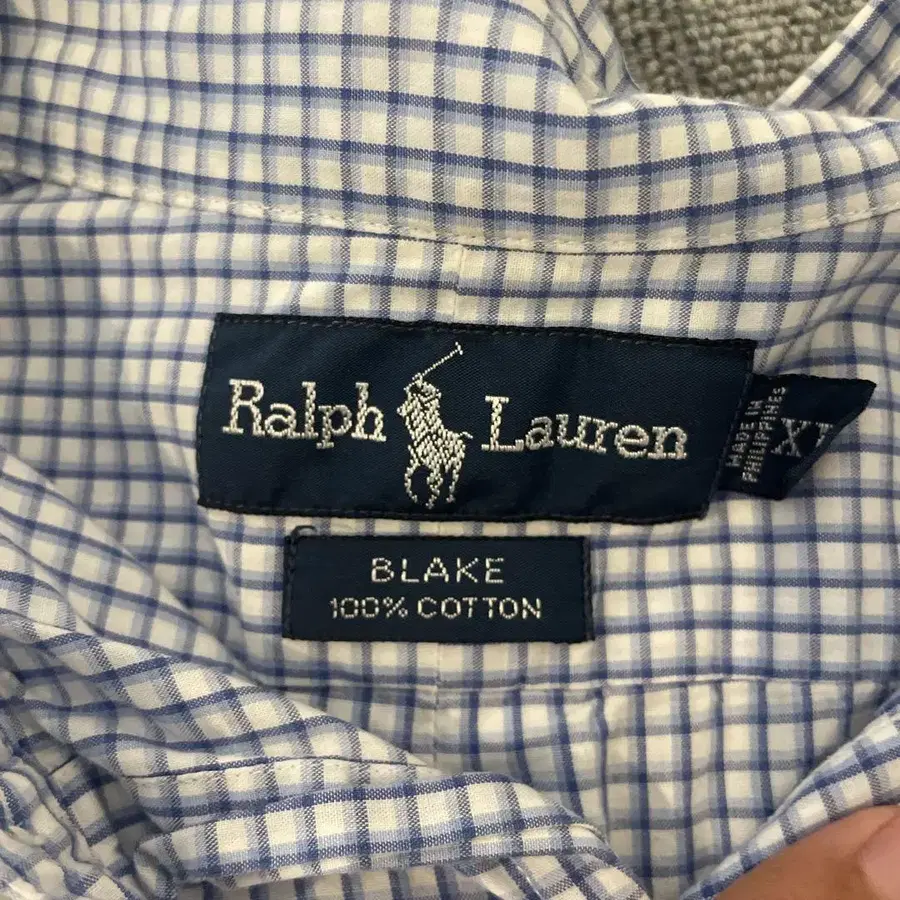 Ralph Lauren
MADE IN
PHILIPPINES
XL
BLAKE
100% COTTON